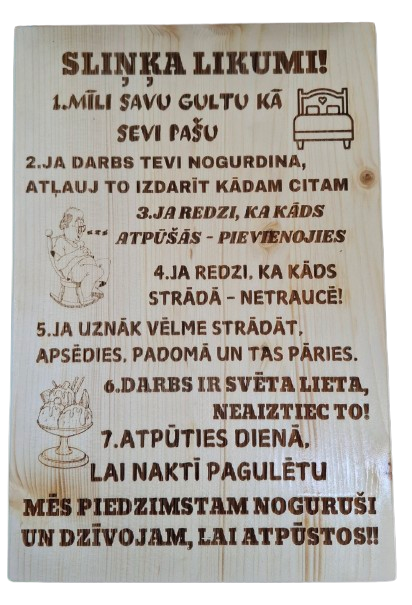 SLIŅĶA LIKUMI!
1.MĪLI SAVU GULTU KĀ
SEVI PAŠU
2.JA DARBS TEVI NOGURDINA,
ATĻAUJ TO IZDARĪT KĀDAM CITAM
3.JA REDZI, KA KĀDS
ATPŪŠĀS - PIEVIENOJIES
4.JA REDZI, KA KĀDS
STRĀDĀ - NETRAUCĒ!
5.JA UZNĀK VĒLME STRĀDĀT,
APSĒDIES, PADOMĀ UN TAS PĀRIES.
6.DARBS IR SVĒTA LIETA,
NEAIZTIEC TO!
7.ATPŪTIES DIENĀ,
LAI NAKTĪ PAGULĒTU
MĒS PIEDZIMSTAM NOGURUŠI
UN DZĪVOJAM, LAI ATPŪSTOS!!